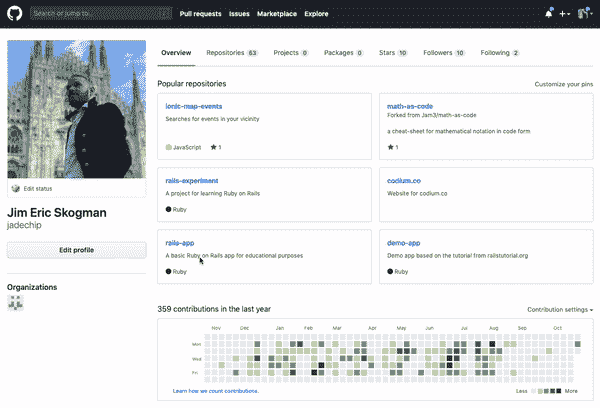 Search or jump to...
/
Pull requests Issues Marketplace Explore
Overview Repositories 63 Projects 0 Packages 0 Stars 10 Followers 10 Following 2
Popular repositories
Customize your pins
ionic-map-events
Searches for events in your vicinity
JavaScript 1
math-as-code
Forked from Jam3/math-as-code
a cheat-sheet for mathematical notation in code form
1
rails-experiment
A project for learning Ruby on Rails
Ruby
codium.co
Website for codium.co
rails-app
A basic Ruby on Rails app for educational purposes
Ruby
demo-app
Demo app based on the tutorial from railstutorial.org
Ruby
Edit status
Jim Eric Skogman
jadechip
Edit profile
Organizations
359 contributions in the last year
Contribution settings
Nov Dec Jan Feb Mar Apr May Jun Jul Aug Sep Oct
Mon
Wed
Fri
Learn how we count contributions.
Less More